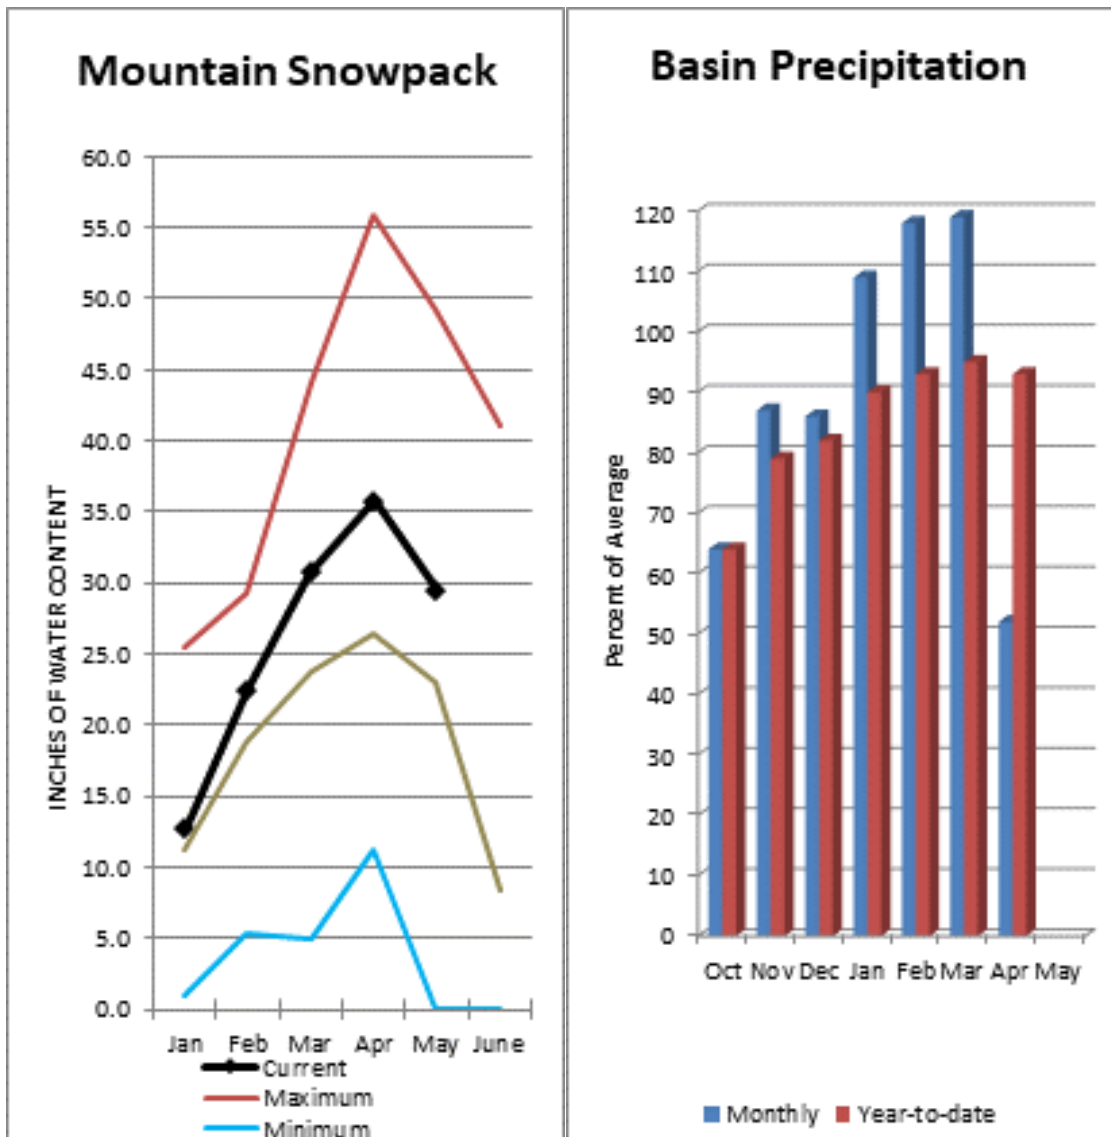 Mountain Snowpack
INCHES OF WATER CONTENT
60.0
55.0
50.0
45.0
40.0
35.0
30.0
25.0
20.0
15.0
10.0
5.0
0.0
Jan Feb Mar Apr May June
Current
Maximum
Minimum
Basin Precipitation
Percent of Average
120
110
100
90
80
70
60
50
40
30
20
10
0
Oct Nov Dec Jan Feb Mar Apr May
Monthly Year-to-date